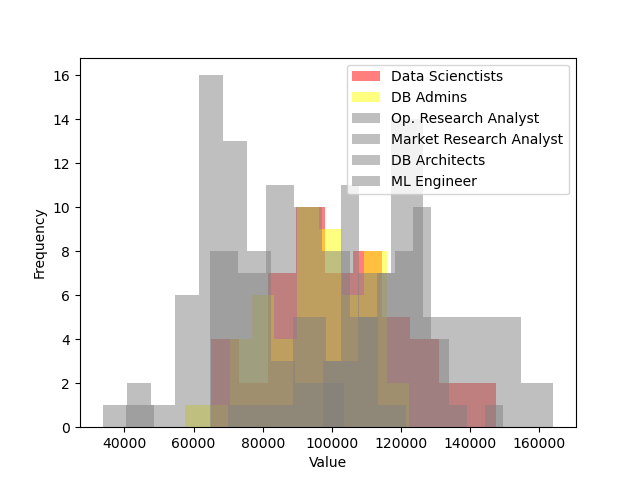 16
14
12
10
8
6
4
2
0
Frequency
Data Scienctists
DB Admins
Op. Research Analyst
Market Research Analyst
DB Architects
ML Engineer
40000 60000 80000 100000 120000 140000 160000
Value